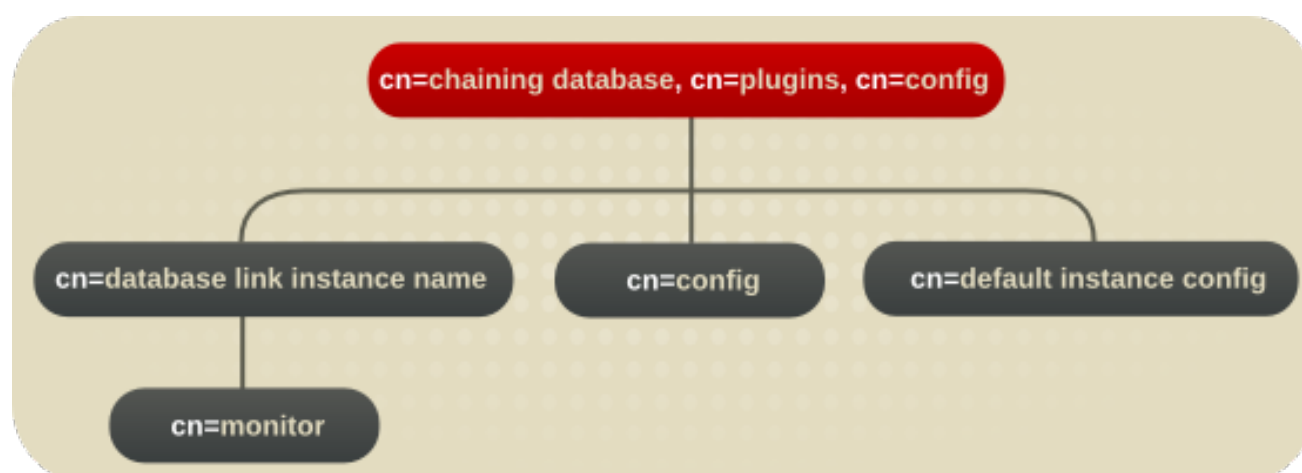 cn=chaining database, cn=plugins, cn=config
cn=database link instance name
cn=config
cn=default instance config
cn=monitor